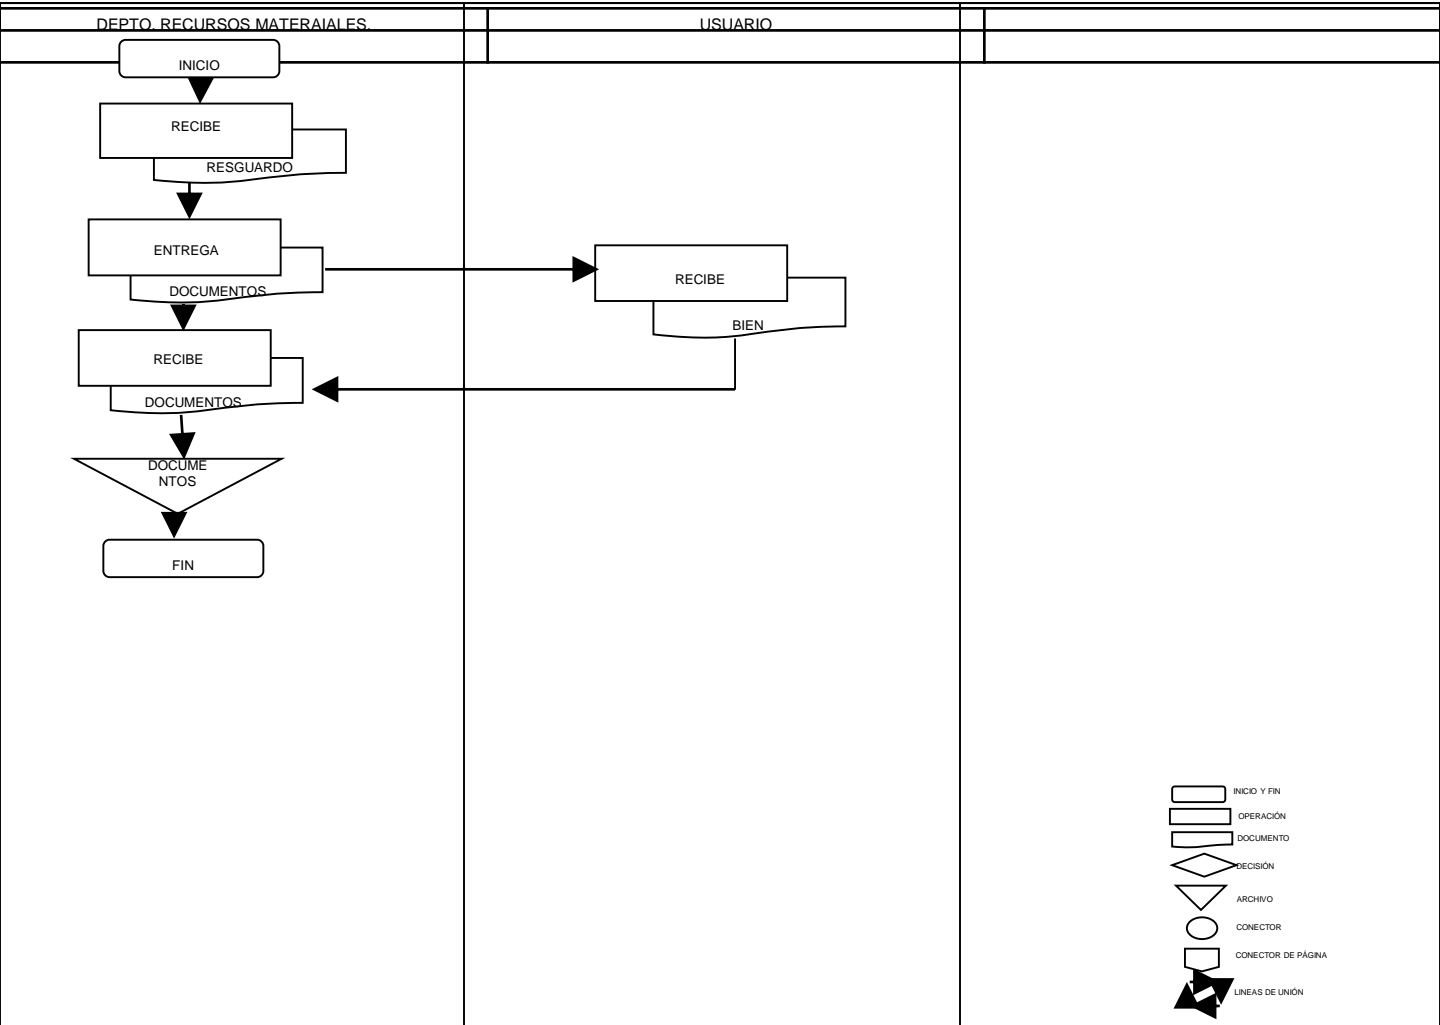 DEPTO. RECURSOS MATERAIALES.
USUARIO
INICIO
RECIBE
RESGUARDO
ENTREGA
DOCUMENTOS
RECIBE
BIEN
RECIBE
DOCUMENTOS
DOCUME
NTOS
FIN
INICIO Y FIN
OPERACIÓN
DOCUMENTO
DECISIÓN
ARCHIVO
CONECTOR
CONECTOR DE PÁGINA
LINEAS DE UNIÓN